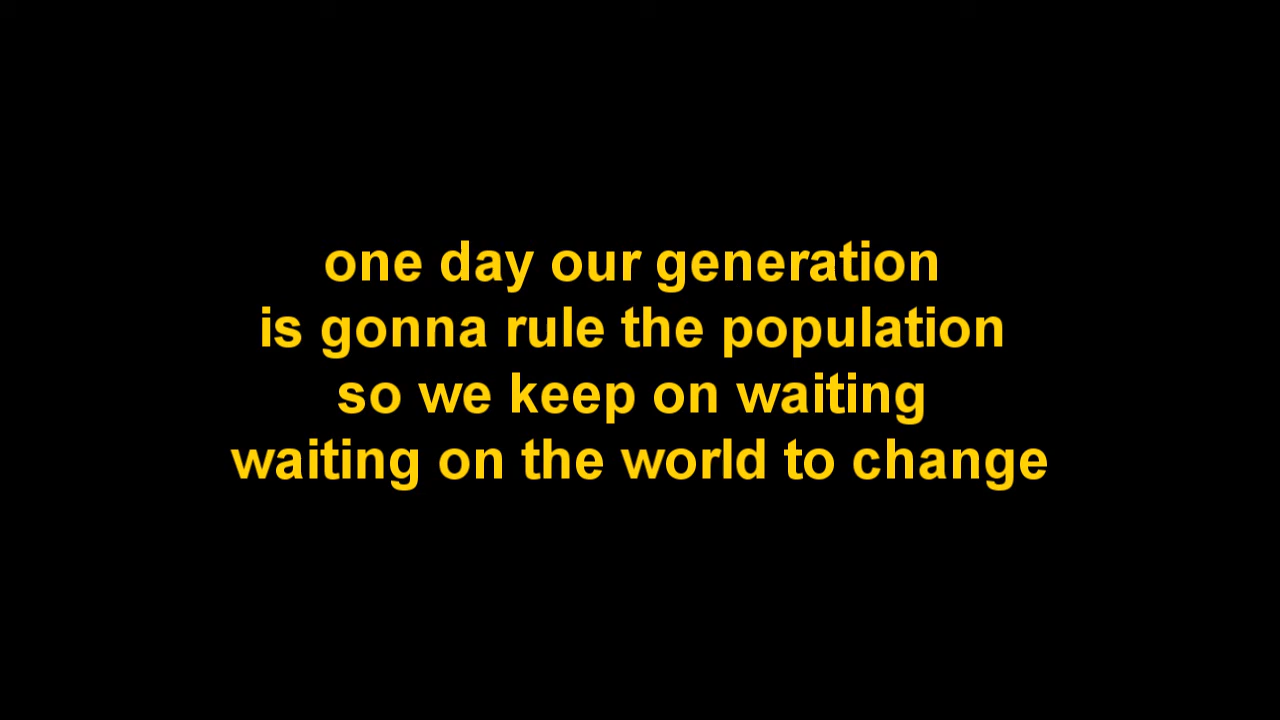 one day our generation
is gonna rule the population
so we keep on waiting
waiting on the world to change